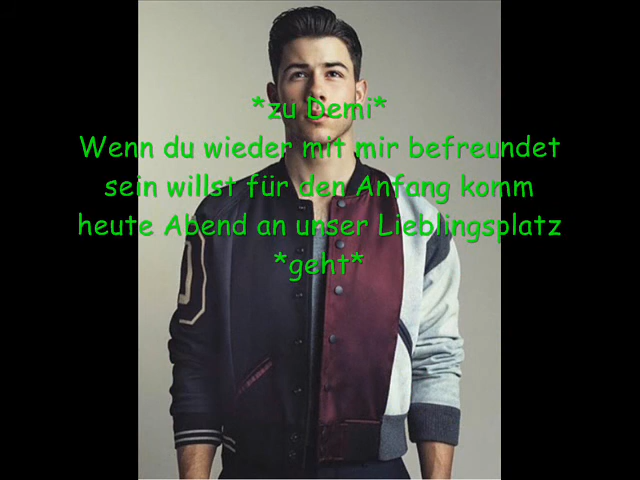 *zu Demi*
Wenn du wieder mit mir befreundet
sein willst für den Anfang komm
heute Abend an unser Lieblingsplatz
*geht*